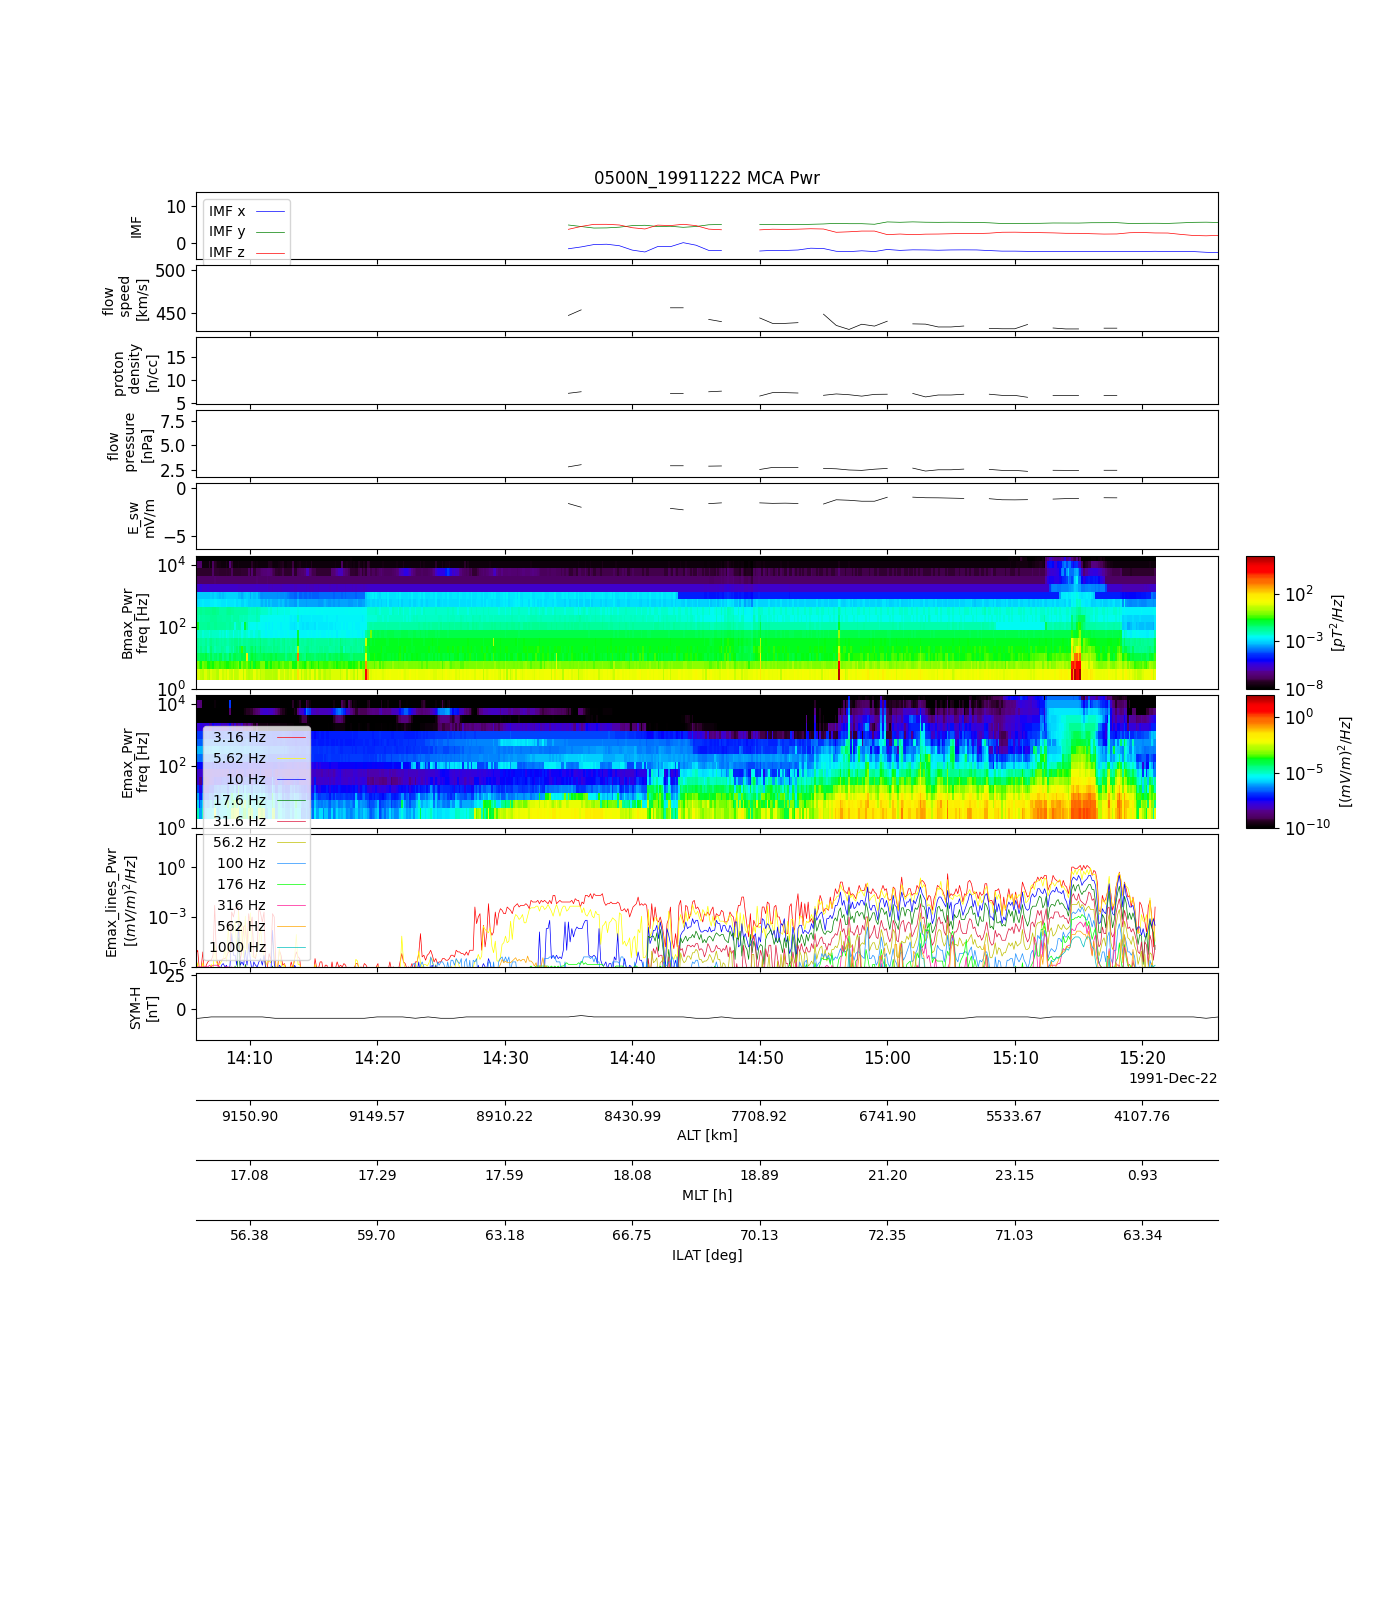 0500N_19911222 MCA Pwr
IMF
10
0
IMF x
IMF y
IMF z
flow
speed
[km/s]
500
450
proton
density
[n/cc]
15
10
5
flow
pressure
[nPa]
7.5
5.0
2.5
E_sw
mV/m
0
−5
Bmax_Pwr
freq [Hz]
10^4
10^2
10^0
10^2
10^−3
10^−8
[pT^2/Hz]
Emax_Pwr
freq [Hz]
10^4
10^2
10^0
10^0
10^−5
10^−10
[(mV/m)^2/Hz]
3.16 Hz
5.62 Hz
10 Hz
17.6 Hz
31.6 Hz
56.2 Hz
100 Hz
176 Hz
316 Hz
562 Hz
1000 Hz
Emax_lines_Pwr
[(mV/m)^2/Hz]
10^0
10^−3
10^−6
SYM-H
[nT]
25
0
14:10 14:20 14:30 14:40 14:50 15:00 15:10 15:20
1991-Dec-22
9150.90 9149.57 8910.22 8430.99 7708.92 6741.90 5533.67 4107.76
ALT [km]
17.08 17.29 17.59 18.08 18.89 21.20 23.15 0.93
MLT [h]
56.38 59.70 63.18 66.75 70.13 72.35 71.03 63.34
ILAT [deg]